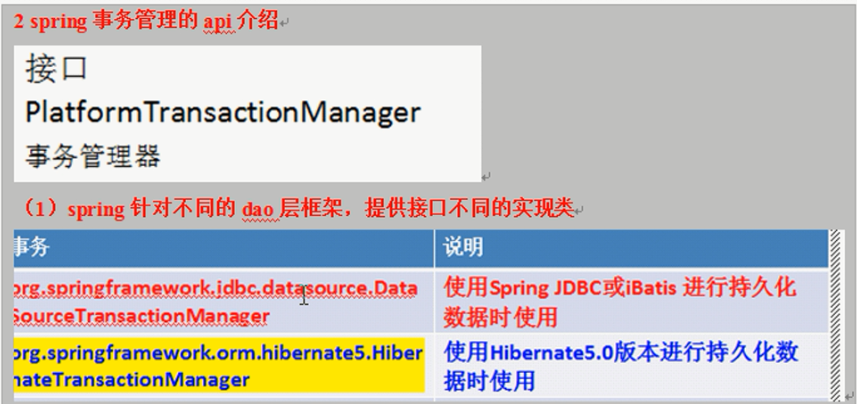 2 spring 事务管理的 api 介绍
接口
PlatformTransactionManager
事务管理器
（1）spring 针对不同的 dao 层框架，提供接口不同的实现类
事务 说明
org.springframework.jdbc.datasource.Data 使用Spring JDBC或iBatis 进行持久化
SourceTransactionManager 数据时使用
org.springframework.orm.hibernate5.Hiber 使用Hibernate5.0版本进行持久化数
nateTransactionManager 据时使用